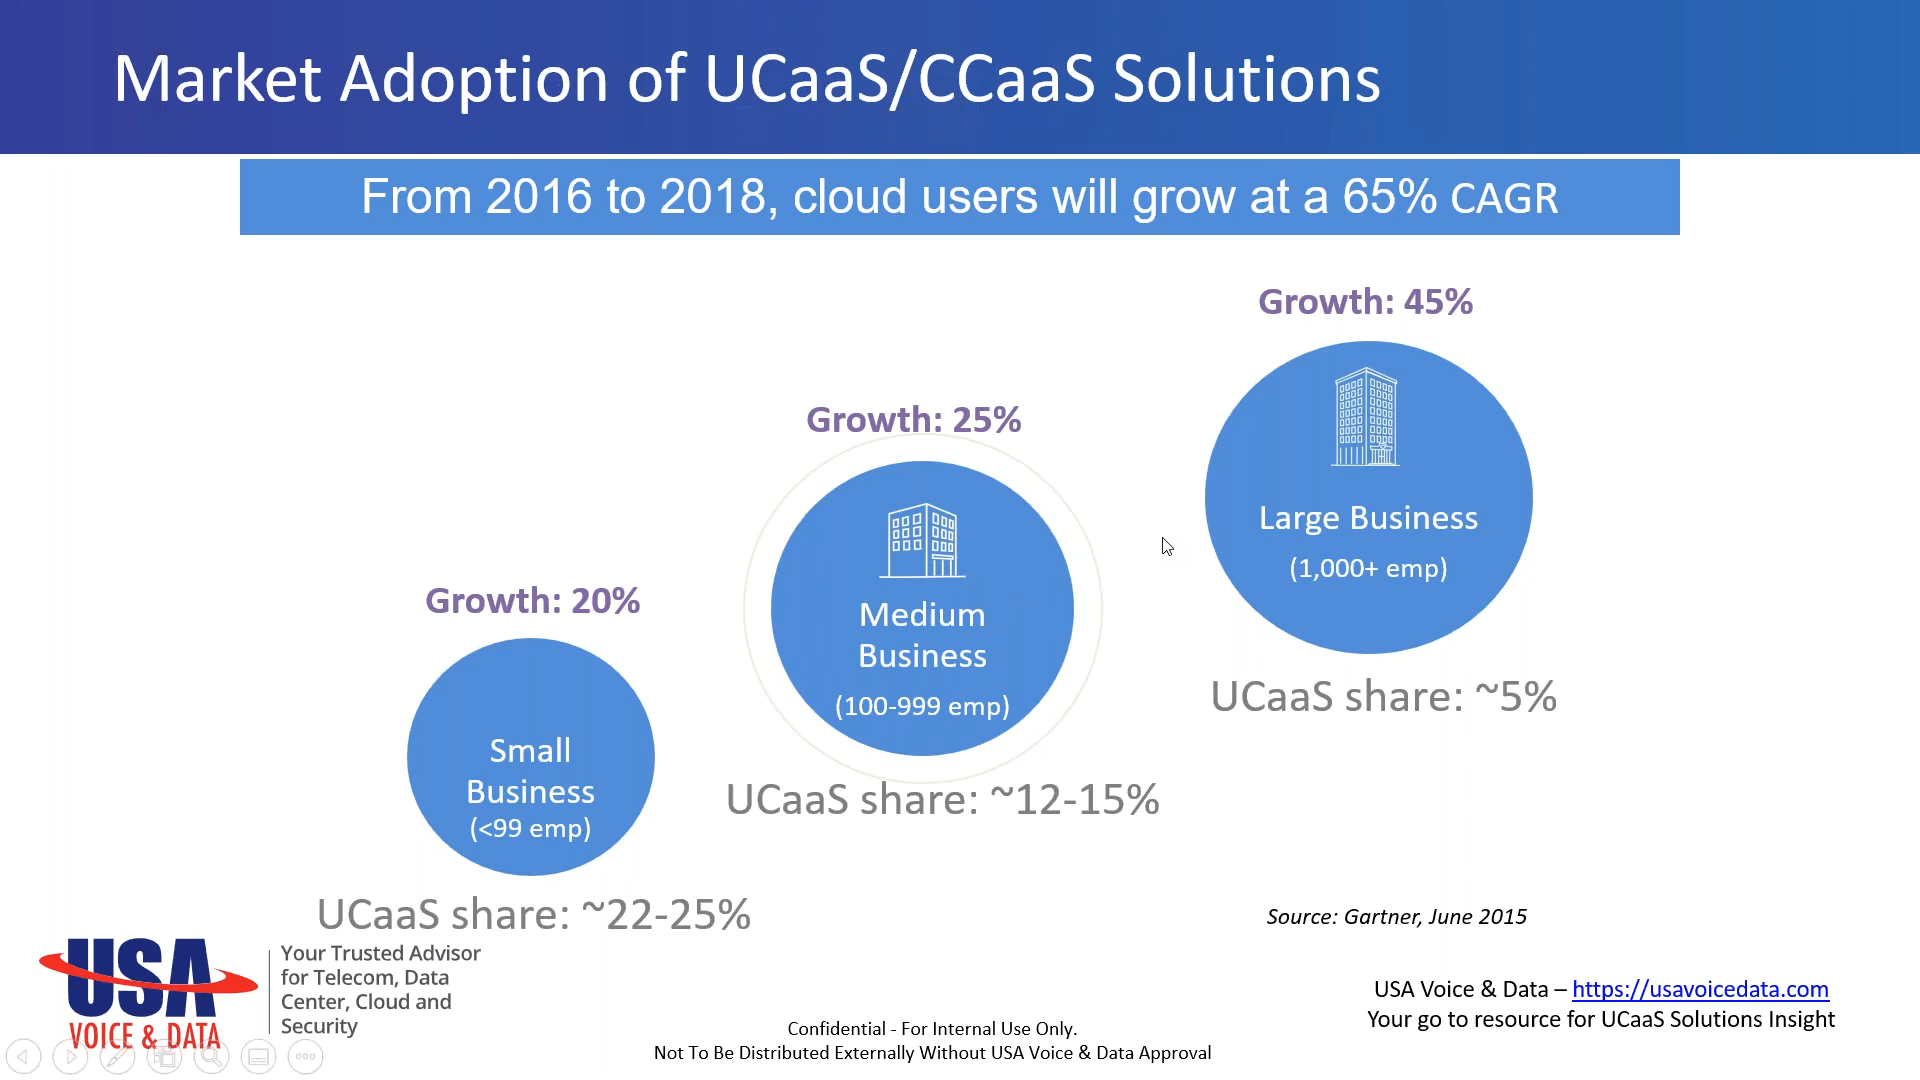 Market Adoption of UCaaS/CCaaS Solutions
From 2016 to 2018, cloud users will grow at a 65% CAGR
Growth: 45%
Large Business
(1,000+ emp)
UCaaS share: ~5%
Growth: 25%
Medium
Business
(100-999 emp)
UCaaS share: ~12-15%
Growth: 20%
Small
Business
(<99 emp)
UCaaS share: ~22-25%
Source: Gartner, June 2015
USA
VOICE & DATA
Your Trusted Advisor
for Telecom, Data
Center, Cloud and
Security
Confidential - For Internal Use Only.
Not To Be Distributed Externally Without USA Voice & Data Approval
USA Voice & Data – https://usavoicedata.com
Your go to resource for UCaaS Solutions Insight